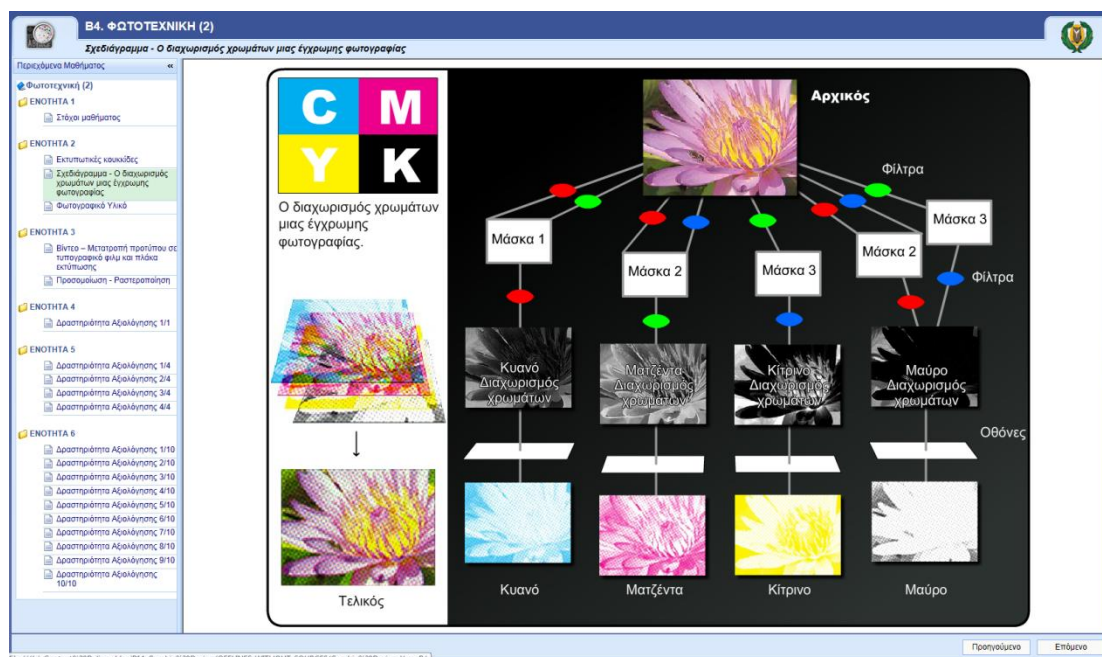 Β4. ΦΩΤΟΤΕΧΝΙΚΗ (2)
Σχεδιάγραμμα - Ο διαχωρισμός χρωμάτων μιας έγχρωμης φωτογραφίας
Περιεχόμενα Μαθήματος «
Φωτοτεχνική (2)
ΕΝΟΤΗΤΑ 1
Στόχοι μαθήματος
ΕΝΟΤΗΤΑ 2
Εκτυπωτικές κουκκίδες
Σχεδιάγραμμα - Ο διαχωρισμός
χρωμάτων μιας έγχρωμης
φωτογραφίας
Φωτογραφικό Υλικό
ΕΝΟΤΗΤΑ 3
Βίντεο – Μετατροπή προτύπου σε
τυπογραφικό φιλμ και πλάκα
εκτύπωσης
Προσομοίωση - Ραστεροποίηση
ΕΝΟΤΗΤΑ 4
Δραστηριότητα Αξιολόγησης 1/1
ΕΝΟΤΗΤΑ 5
Δραστηριότητα Αξιολόγησης 1/4
Δραστηριότητα Αξιολόγησης 2/4
Δραστηριότητα Αξιολόγησης 3/4
Δραστηριότητα Αξιολόγησης 4/4
ΕΝΟΤΗΤΑ 6
Δραστηριότητα Αξιολόγησης 1/10
Δραστηριότητα Αξιολόγησης 2/10
Δραστηριότητα Αξιολόγησης 3/10
Δραστηριότητα Αξιολόγησης 4/10
Δραστηριότητα Αξιολόγησης 5/10
Δραστηριότητα Αξιολόγησης 6/10
Δραστηριότητα Αξιολόγησης 7/10
Δραστηριότητα Αξιολόγησης 8/10
Δραστηριότητα Αξιολόγησης 9/10
Δραστηριότητα Αξιολόγησης
10/10
C M
Y K
Ο διαχωρισμός χρωμάτων
μιας έγχρωμης
φωτογραφίας.
Τελικός
Αρχικός
Φίλτρα
Μάσκα 1
Μάσκα 2
Μάσκα 3
Μάσκα 2
Μάσκα 3
Φίλτρα
Κυανό
Διαχωρισμός
χρωμάτων
Ματζέντα
Διαχωρισμός
χρωμάτων
Κίτρινο
Διαχωρισμός
χρωμάτων
Μαύρο
Διαχωρισμός
χρωμάτων
Οθόνες
Κυανό
Ματζέντα
Κίτρινο
Μαύρο
Προηγούμενο
Επόμενο